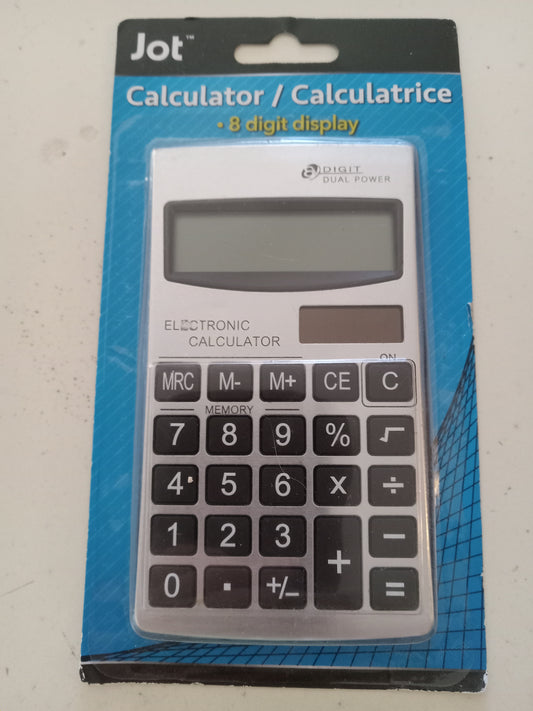 Jot™
Calculator / Calculatrice
• 8 digit display
8 DIGIT
DUAL POWER
ELECTRONIC
CALCULATOR
ON
MRC M- M+ CE C
MEMORY
7 8 9 % √
4 5 6 X ÷
1 2 3 + −
0 . +/− =